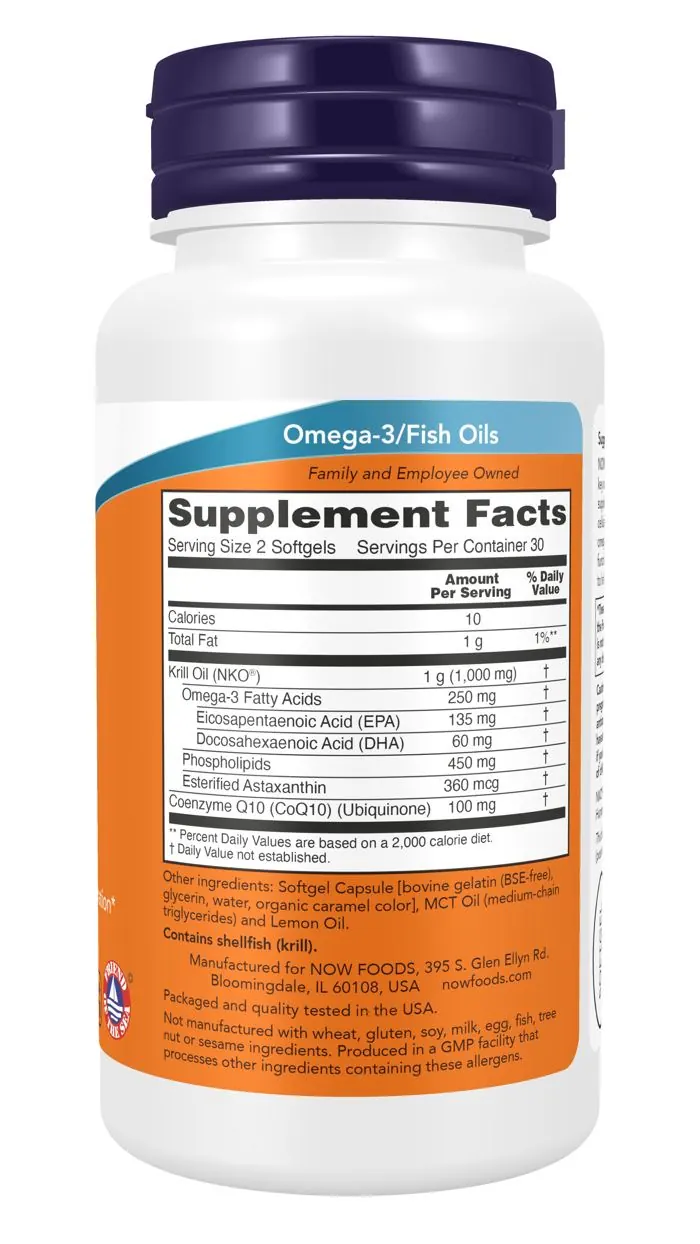 Omega-3/Fish Oils
Family and Employee Owned
Supplement Facts
Serving Size 2 Softgels Servings Per Container 30
Amount Per Serving % Daily Value
Calories 10
Total Fat 1 g 1%**
Krill Oil (NKO®) 1 g (1,000 mg) †
Omega-3 Fatty Acids 250 mg †
Eicosapentaenoic Acid (EPA) 135 mg †
Docosahexaenoic Acid (DHA) 60 mg †
Phospholipids 450 mg †
Esterified Astaxanthin 360 mcg †
Coenzyme Q10 (CoQ10) (Ubiquinone) 100 mg †
** Percent Daily Values are based on a 2,000 calorie diet.
† Daily Value not established.
Other ingredients: Softgel Capsule [bovine gelatin (BSE-free),
glycerin, water, organic caramel color], MCT Oil (medium-chain
triglycerides) and Lemon Oil.
Contains shellfish (krill).
Manufactured for NOW FOODS, 395 S. Glen Ellyn Rd.
Bloomingdale, IL 60108, USA nowfoods.com
Packaged and quality tested in the USA.
Not manufactured with wheat, gluten, soy, milk, egg, fish, tree
nut or sesame ingredients. Produced in a GMP facility that
processes other ingredients containing these allergens.
FRIEND OF THE SEA